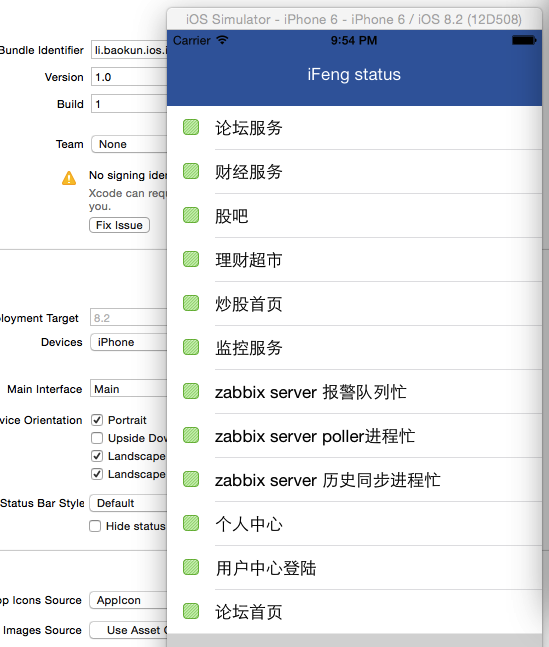 iOS Simulator - iPhone 6 - iPhone 6 / iOS 8.2 (12D508)
Carrier 9:54 PM
iFeng status
论坛服务
财经服务
股吧
理财超市
炒股首页
监控服务
zabbix server 报警队列忙
zabbix server poller进程忙
zabbix server 历史同步进程忙
个人中心
用户中心登陆
论坛首页
Bundle Identifier li.baokun.ios.i
Version 1.0
Build 1
Team None
No signing iden
Xcode can requ
you.
Fix Issue
loyment Target 8.2
Devices iPhone
Main Interface Main
vice Orientation Portrait
Upside Dow
Landscape
Landscape
Status Bar Style Default
Hide status
pp Icons Source AppIcon
Images Source Use Asset C